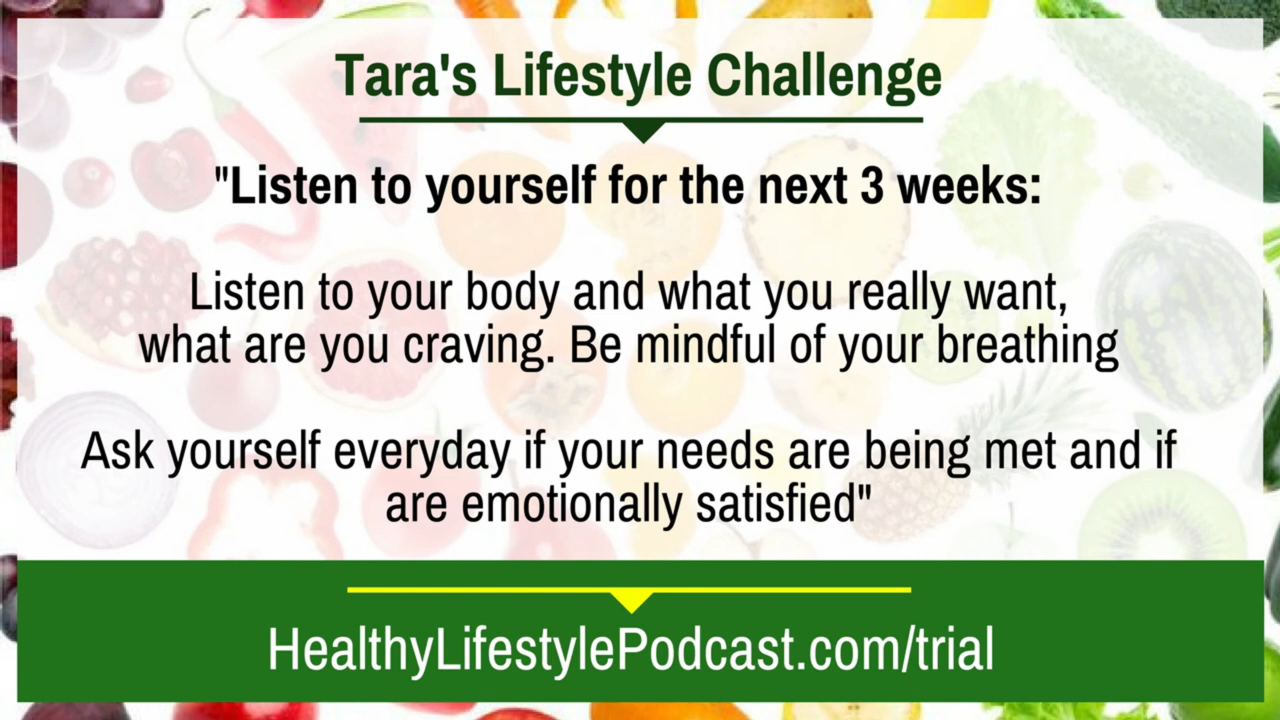 Tara's Lifestyle Challenge
"Listen to yourself for the next 3 weeks:
Listen to your body and what you really want,
what are you craving. Be mindful of your breathing
Ask yourself everyday if your needs are being met and if
are emotionally satisfied"
HealthyLifestylePodcast.com/trial